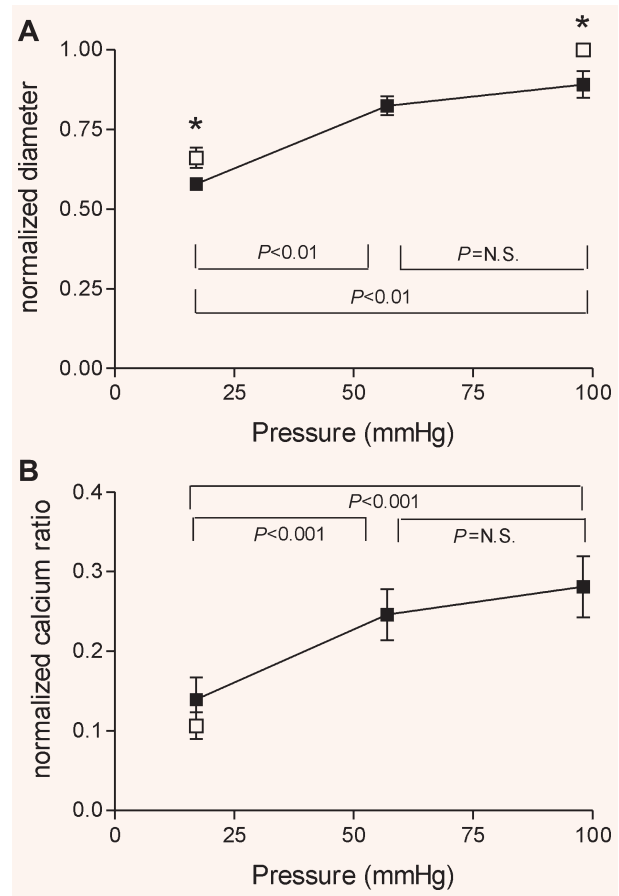 A
*
*
1.00
0.75
0.50
0.25
0.00
normalized diameter
P<0.01
P=N.S.
P<0.01
0
25
50
75
100
Pressure (mmHg)
B
0.4
0.3
0.2
0.1
0.0
normalized calcium ratio
P<0.001
P<0.001
P=N.S.
0
25
50
75
100
Pressure (mmHg)